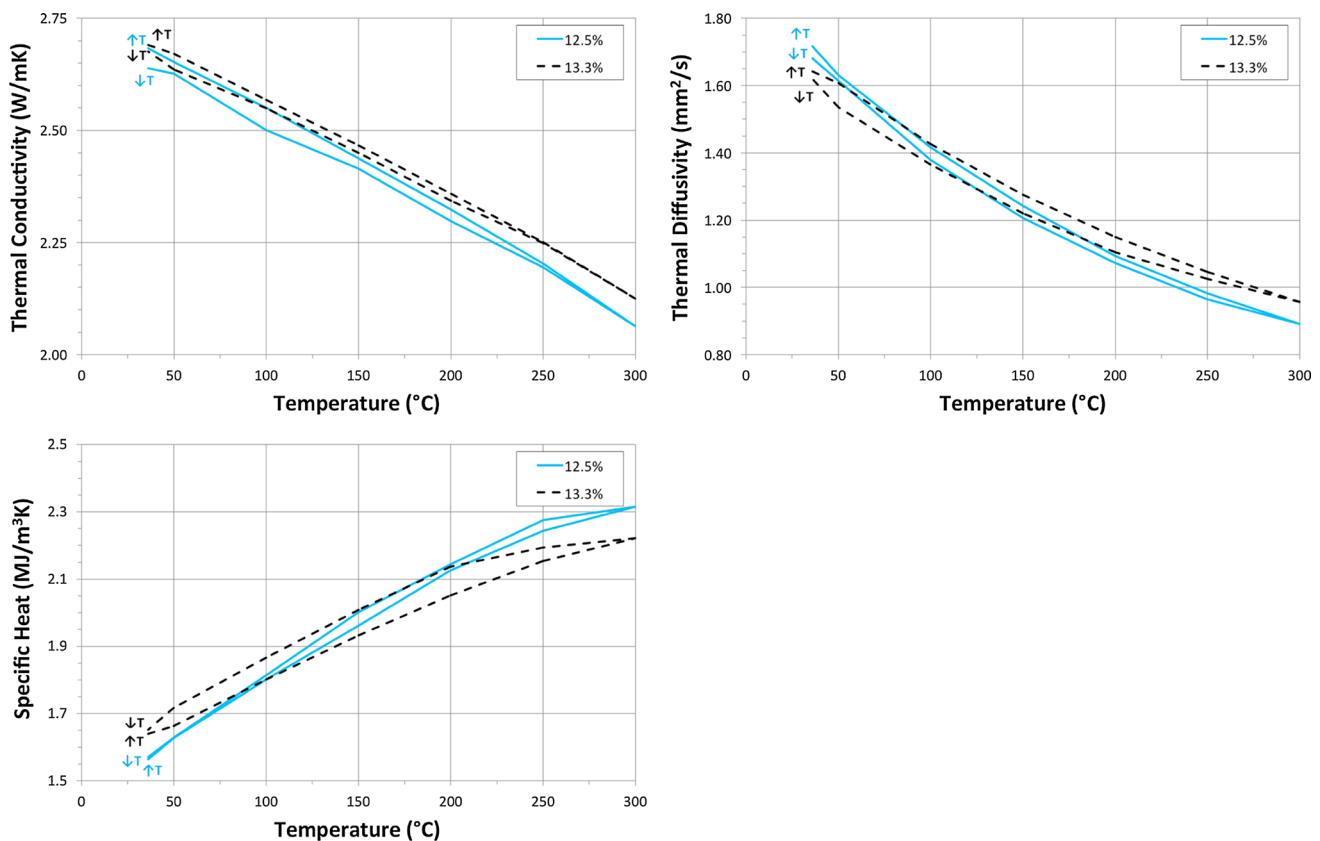 Thermal Conductivity (W/mK)
2.75
2.50
2.25
2.00
↑T
↑T
↓T
↓T
12.5%
13.3%
0
50
100
150
200
250
300
Temperature (°C)
Thermal Diffusivity (mm²/s)
1.80
1.60
1.40
1.20
1.00
0.80
↑T
↓T
↑T
↓T
12.5%
13.3%
0
50
100
150
200
250
300
Temperature (°C)
Specific Heat (MJ/m³K)
2.5
2.3
2.1
1.9
1.7
1.5
↓T
↑T
↓T
↑T
12.5%
13.3%
0
50
100
150
200
250
300
Temperature (°C)